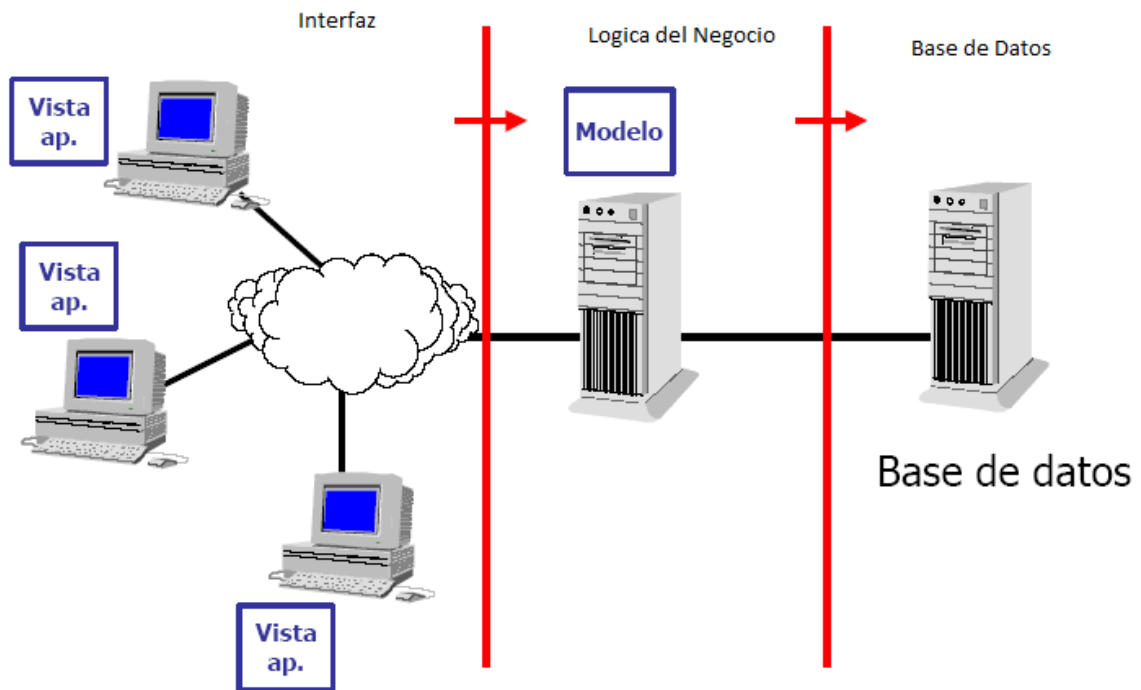 Interfaz
Logica del Negocio
Base de Datos
Vista
ap.
Modelo
Vista
ap.
Base de datos
Vista
ap.